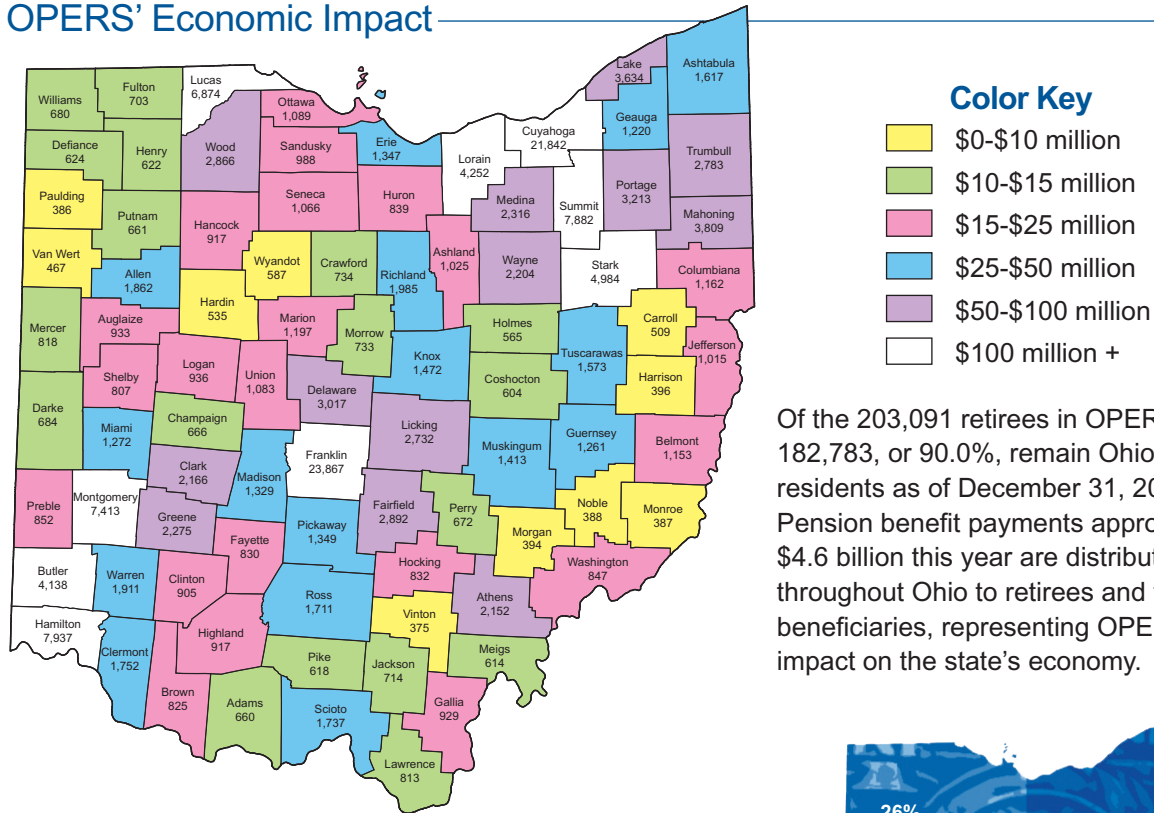 OPERS’ Economic Impact
Williams
680
Fulton
703
Lucas
6,874
Ottawa
1,089
Lake
3,634
Ashtabula
1,617
Defiance
624
Henry
622
Wood
2,866
Sandusky
988
Erie
1,347
Lorain
4,252
Cuyahoga
21,842
Geauga
1,220
Trumbull
2,783
Paulding
386
Putnam
661
Hancock
917
Seneca
1,066
Huron
839
Medina
2,316
Summit
7,882
Portage
3,213
Mahoning
3,809
Van Wert
467
Allen
1,862
Wyandot
587
Crawford
734
Richland
1,985
Ashland
1,025
Wayne
2,204
Stark
4,984
Columbiana
1,162
Mercer
818
Auglaize
933
Hardin
535
Marion
1,197
Morrow
733
Knox
1,472
Holmes
565
Tuscarawas
1,573
Carroll
509
Jefferson
1,015
Darke
684
Shelby
807
Logan
936
Union
1,083
Delaware
3,017
Coshocton
604
Harrison
396
Miami
1,272
Champaign
666
Licking
2,732
Muskingum
1,413
Guernsey
1,261
Belmont
1,153
Clark
2,166
Madison
1,329
Franklin
23,867
Preble
852
Montgomery
7,413
Greene
2,275
Fayette
830
Pickaway
1,349
Fairfield
2,892
Perry
672
Morgan
394
Noble
388
Monroe
387
Butler
4,138
Warren
1,911
Clinton
905
Ross
1,711
Hocking
832
Athens
2,152
Washington
847
Hamilton
7,937
Clermont
1,752
Highland
917
Vinton
375
Brown
825
Adams
660
Pike
618
Jackson
714
Meigs
614
Scioto
1,737
Gallia
929
Lawrence
813
Color Key
$0-$10 million
$10-$15 million
$15-$25 million
$25-$50 million
$50-$100 million
$100 million +
Of the 203,091 retirees in OPER
182,783, or 90.0%, remain Ohio
residents as of December 31, 20
Pension benefit payments appro
$4.6 billion this year are distribut
throughout Ohio to retirees and
beneficiaries, representing OPE
impact on the state’s economy.
26%